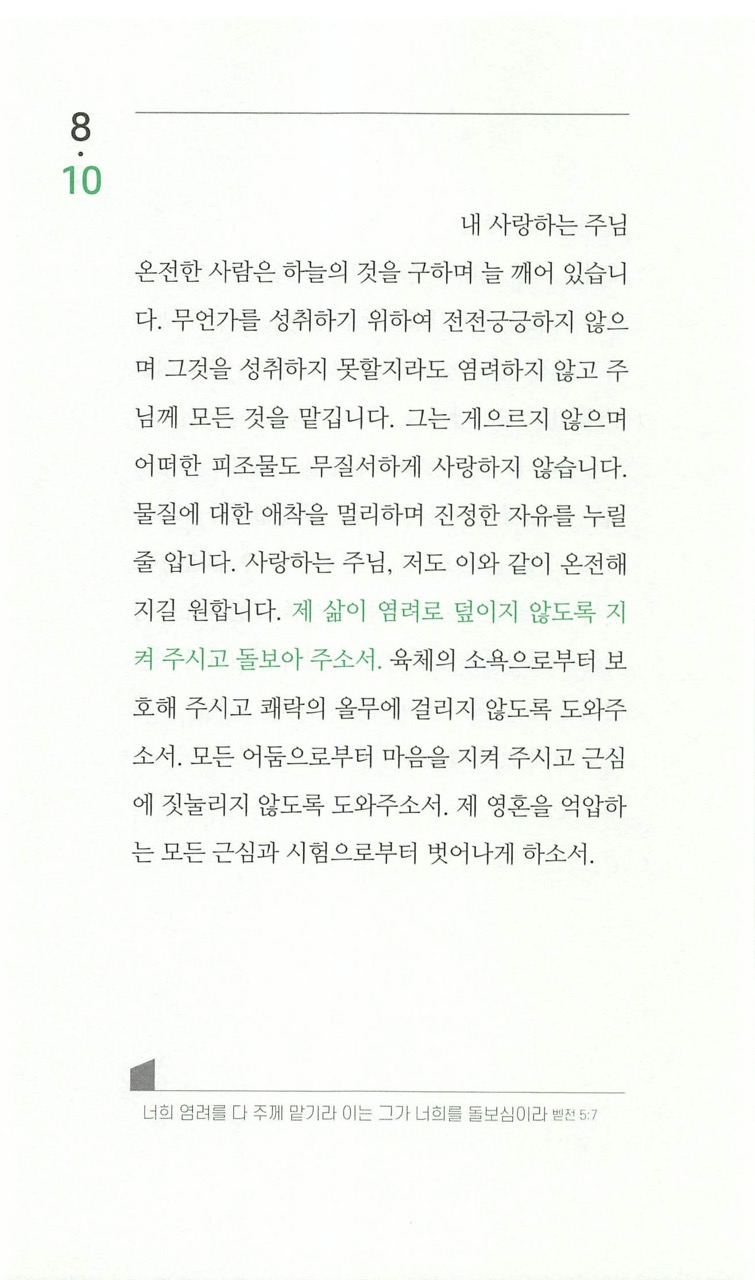 8
·
10
내 사랑하는 주님
온전한 사람은 하늘의 것을 구하며 늘 깨어 있습니
다. 무언가를 성취하기 위하여 전전긍긍하지 않으
며 그것을 성취하지 못할지라도 염려하지 않고 주
님께 모든 것을 맡깁니다. 그는 게으르지 않으며
어떠한 피조물도 무질서하게 사랑하지 않습니다.
물질에 대한 애착을 멀리하며 진정한 자유를 누릴
줄 압니다. 사랑하는 주님, 저도 이와 같이 온전해
지길 원합니다. 제 삶이 염려로 덮이지 않도록 지
켜 주시고 돌보아 주소서. 육체의 소욕으로부터 보
호해 주시고 쾌락의 올무에 걸리지 않도록 도와주
소서. 모든 어둠으로부터 마음을 지켜 주시고 근심
에 짓눌리지 않도록 도와주소서. 제 영혼을 억압하
는 모든 근심과 시험으로부터 벗어나게 하소서.
너희 염려를 다 주께 맡기라 이는 그가 너희를 돌보심이라 벧전 5:7